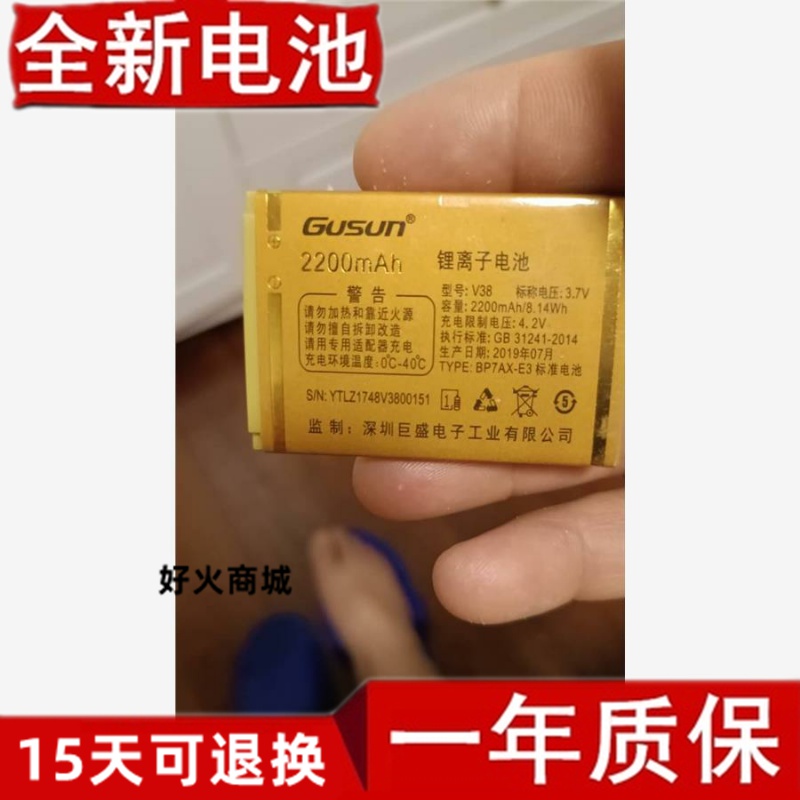 全新电池
GUSUN®
2200mAh 锂离子电池
警告
请勿加热和靠近火源
请勿擅自拆卸改造
请用专用适配器充电
充电环境温度: 0℃-40℃
型号: V38 标称电压: 3.7V
容量: 2200mAh/8.14Wh
充电限制电压: 4.2V
执行标准: GB 31241-2014
生产日期: 2019年07月
TYPE: BP7AX-E3 标准电池
S/N: YTLZ1748V3800151
5
监制: 深圳巨盛电子工业有限公司
好火商城
15天可退换
一年质保